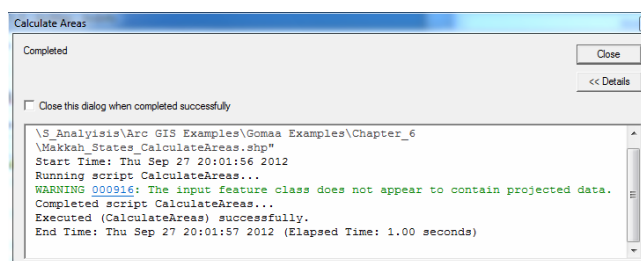 Calculate Areas
Completed
Close
<< Details
Close this dialog when completed successfully
\S_Analyisis\Arc GIS Examples\Gomaa Examples\Chapter_6
\Makkah_States_CalculateAreas.shp"
Start Time: Thu Sep 27 20:01:56 2012
Running script CalculateAreas...
WARNING 000916: The input feature class does not appear to contain projected data.
Completed script CalculateAreas...
Executed (CalculateAreas) successfully.
End Time: Thu Sep 27 20:01:57 2012 (Elapsed Time: 1.00 seconds)